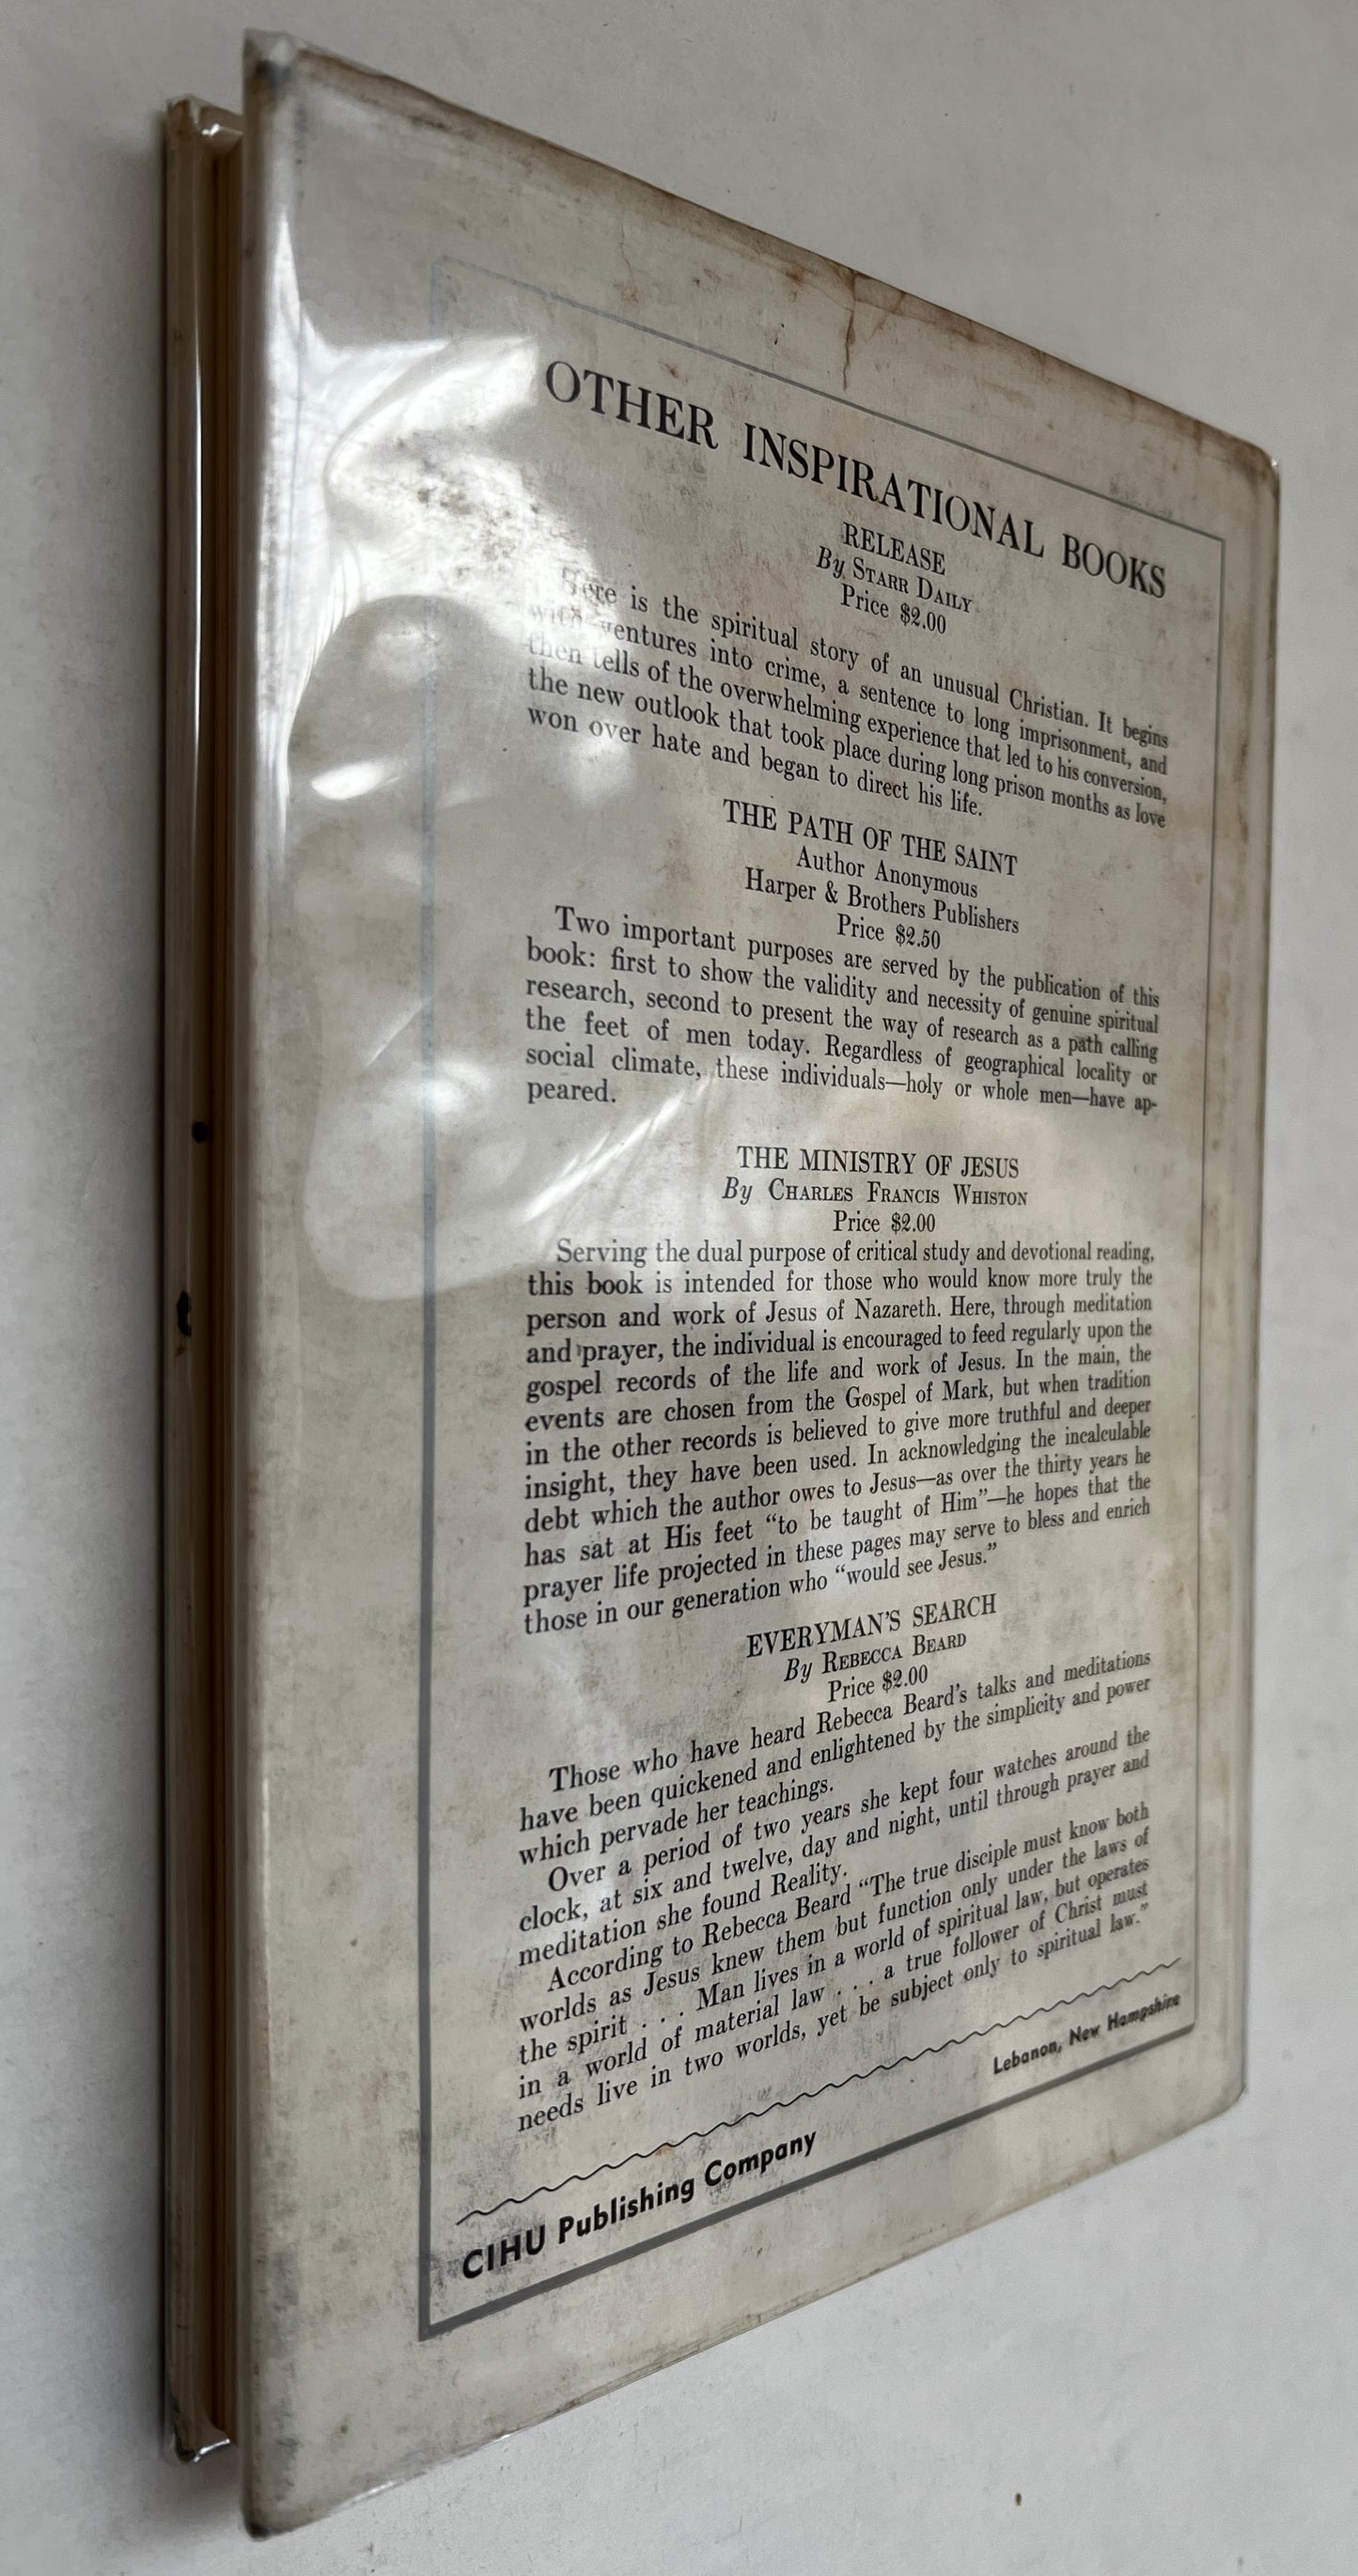 OTHER INSPIRATIONAL BOOKS
RELEASE
By STARR DAILY
Price $2.00
Here is the spiritual story of an unusual Christian. It begins
with ventures into crime, a sentence to long imprisonment, and
then tells of the overwhelming experience that led to his conversion,
the new outlook that took place during long prison months as love
won over hate and began to direct his life.
THE PATH OF THE SAINT
Author Anonymous
Harper & Brothers Publishers
Price $2.50
Two important purposes are served by the publication of this
book: first to show the validity and necessity of genuine spiritual
research, second to present the way of research as a path calling
the feet of men today. Regardless of geographical locality or
social climate, these individuals—holy or whole men—have ap-
peared.
THE MINISTRY OF JESUS
By CHARLES FRANCIS WHISTON
Price $2.00
Serving the dual purpose of critical study and devotional reading,
this book is intended for those who would know more truly the
person and work of Jesus of Nazareth. Here, through meditation
and prayer, the individual is encouraged to feed regularly upon the
gospel records of the life and work of Jesus. In the main, the
events are chosen from the Gospel of Mark, but when tradition
in the other records is believed to give more truthful and deeper
insight, they have been used. In acknowledging the incalculable
debt which the author owes to Jesus—as over the thirty years he
has sat at His feet “to be taught of Him”—he hopes that the
prayer life projected in these pages may serve to bless and enrich
those in our generation who “would see Jesus.”
EVERYMAN'S SEARCH
By REBECCA BEARD
Price $2.00
Those who have heard Rebecca Beard's talks and meditations
have been quickened and enlightened by the simplicity and power
which pervade her teachings.
Over a period of two years she kept four watches around the
clock, at six and twelve, day and night, until through prayer and
meditation she found Reality.
According to Rebecca Beard “The true disciple must know both
worlds as Jesus knew them but function only under the laws of
the spirit . . . Man lives in a world of spiritual law, but operates
in a world of material law . . . a true follower of Christ must
needs live in two worlds, yet be subject only to spiritual law.”
CIHU Publishing Company
Lebanon, New Hampshire